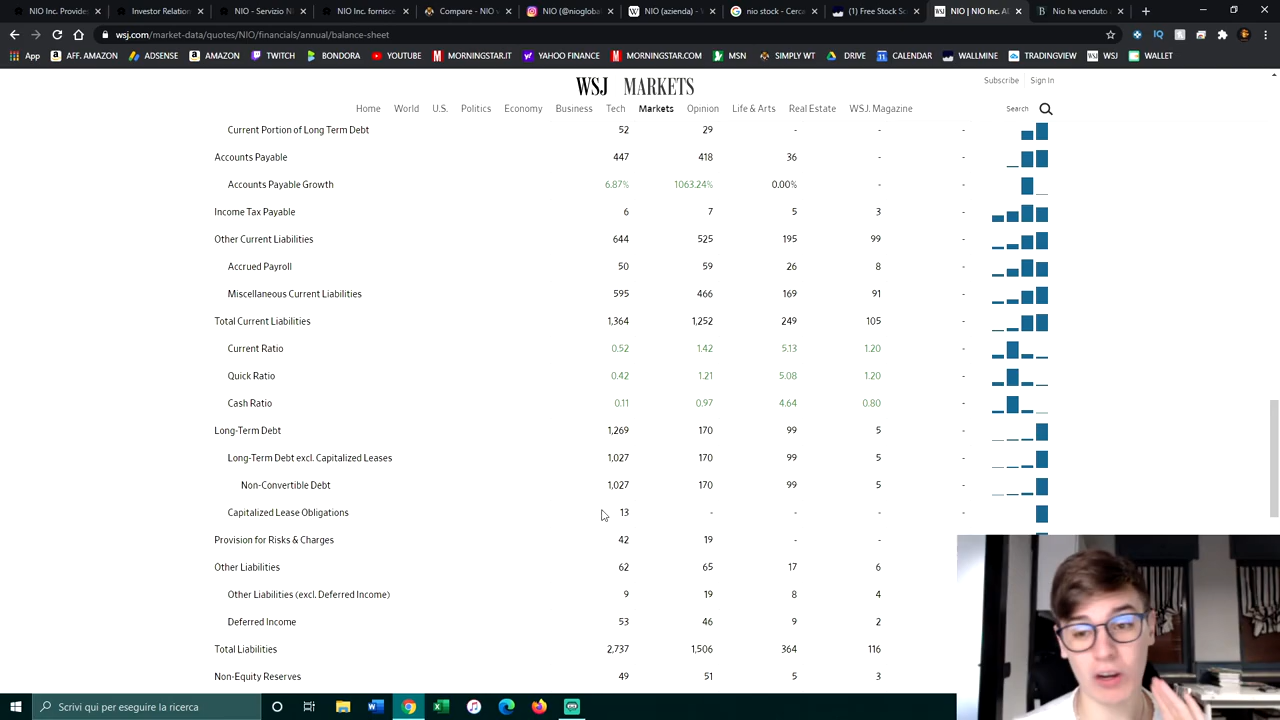 NIO Inc. Provide
Investor Relation
NIO - Servizio N
NIO Inc fornisce
Compare - NIO v
NIO (@niogloba
NIO (azienda) - W
nio stock - Cerca
(1) Free Stock Sc
NIO | NIO Inc. AD
Nio ha venduto
wsj.com/market-data/quotes/NIO/financials/annual/balance-sheet
App
AFF. AMAZON
ADSENSE
AMAZON
TWITCH
BORDONO
YOUTUBE
MORNINGSTR.IT
YAHOO FINANCE
MORNINGSTAR.COM
MSCI
SIMPLY WT
DRIVE
CALENDAR
WALLMINE
TRADINGVIEW
WSJ
WALLET
WSJ MARKETS
Subscribe Sign In
Home World U.S. Politics Economy Business Tech Markets Opinion Life & Arts Real Estate WSJ. Magazine
Search
Current Portion of Long Term Debt 52 29 - - -
Accounts Payable 447 418 36 - -
Accounts Payable Growth 6.87% 1063.24% 0.00% - -
Income Tax Payable 6 7 5 3 -
Other Current Liabilities 644 525 195 99 -
Accrued Payroll 50 59 26 8 -
Miscellaneous Current Liabilities 595 466 169 91 -
Total Current Liabilities 1,364 1,252 249 105 -
Current Ratio 0.52 1.42 5.13 1.20 -
Quick Ratio 0.42 1.21 5.08 1.20 -
Cash Ratio 0.11 0.97 4.64 0.80 -
Long-Term Debt 1,269 170 99 5 -
Long-Term Debt excl. Capitalized Leases 1,027 170 99 5 -
Non-Convertible Debt 1,027 170 99 5 -
Capitalized Lease Obligations 13 - - - -
Provision for Risks & Charges 42 19 - -
Other Liabilities 62 65 17 6
Other Liabilities (excl. Deferred Income) 9 19 8 4
Deferred Income 53 46 9 2
Total Liabilities 2,737 1,506 364 116
Non-Equity Reserves 49 51 5 3
Scrivi qui per eseguire la ricerca